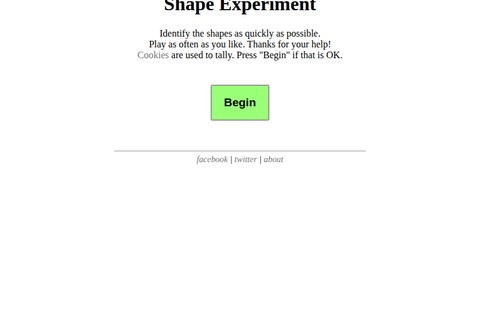 Shape Experiment
Identify the shapes as quickly as possible.
Play as often as you like. Thanks for your help!
Cookies are used to tally. Press "Begin" if that is OK.
Begin
facebook | twitter | about